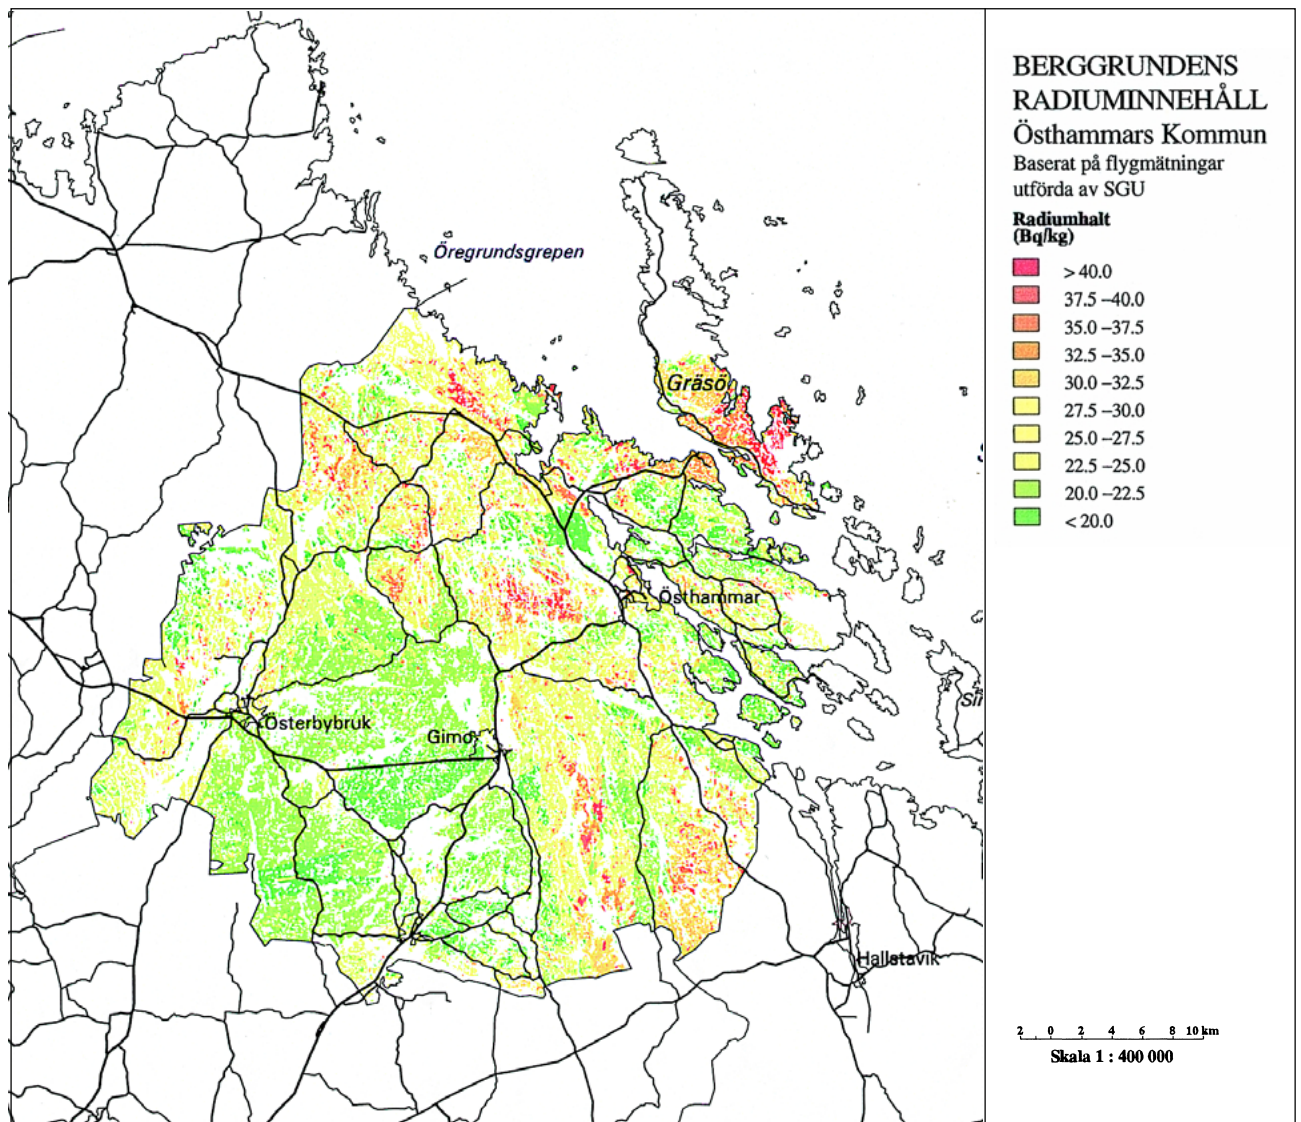 BERGGRUNDENS
RADIUMINNEHÅLL
Östhammars Kommun
Baserat på flygmätningar
utförda av SGU
Radiumhalt
(Bq/kg)
> 40.0
37.5 –40.0
35.0 –37.5
32.5 –35.0
30.0 –32.5
27.5 –30.0
25.0 –27.5
22.5 –25.0
20.0 –22.5
< 20.0
Öregrundsgrepen
Gräsö
Östhammar
Österbybruk
Gimo
Hallstavik
2 0 2 4 6 8 10 km
Skala 1 : 400 000